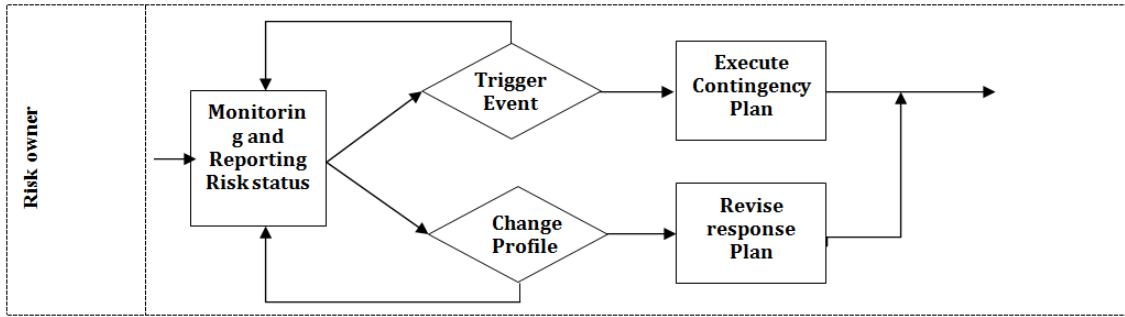 Risk owner
Monitorin
g and
Reporting
Risk status
Trigger
Event
Execute
Contingency
Plan
Change
Profile
Revise
response
Plan